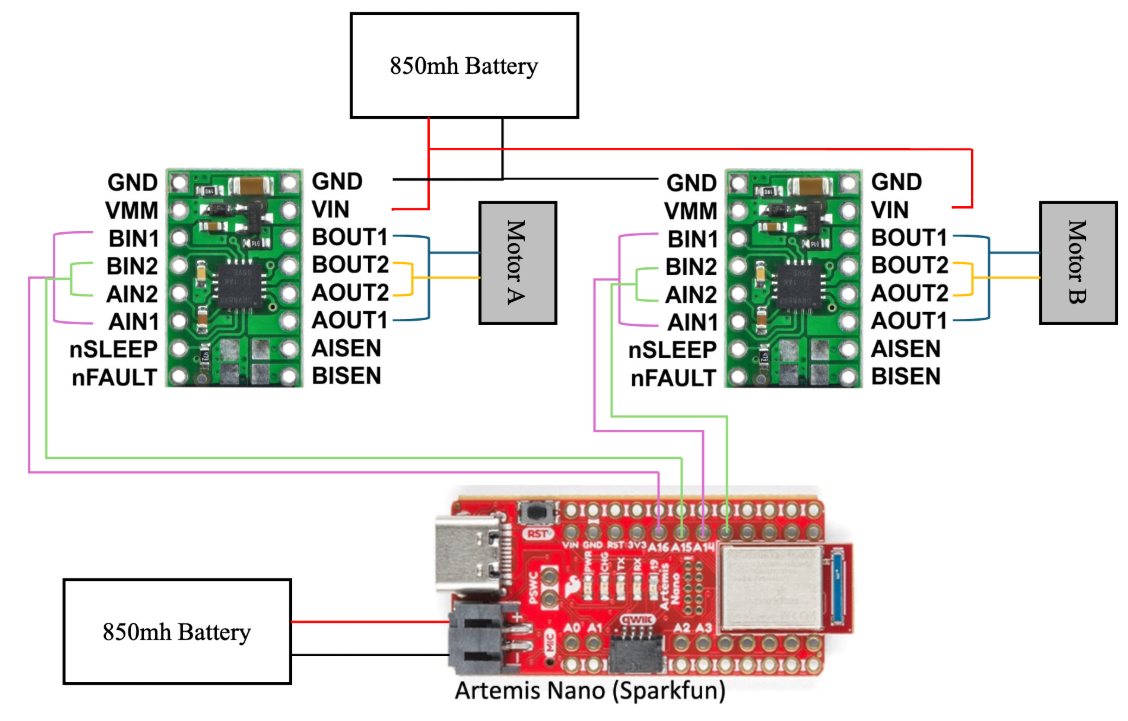 850mh Battery
GND
VMM
BIN1
BIN2
AIN2
AIN1
nSLEEP
nFAULT
GND
VIN
BOUT1
BOUT2
AOUT2
AOUT1
AISEN
BISEN
Motor A
GND
VMM
BIN1
BIN2
AIN2
AIN1
nSLEEP
nFAULT
GND
VIN
BOUT1
BOUT2
AOUT2
AOUT1
AISEN
BISEN
Motor B
RST
VIN GND RST 3V3 A16 A15 A14
PWR
CHG
TX
RX
19
Artemis
Nano
PSWC
qwiic
MIC
A0 A1 A2 A3
850mh Battery
Artemis Nano (Sparkfun)